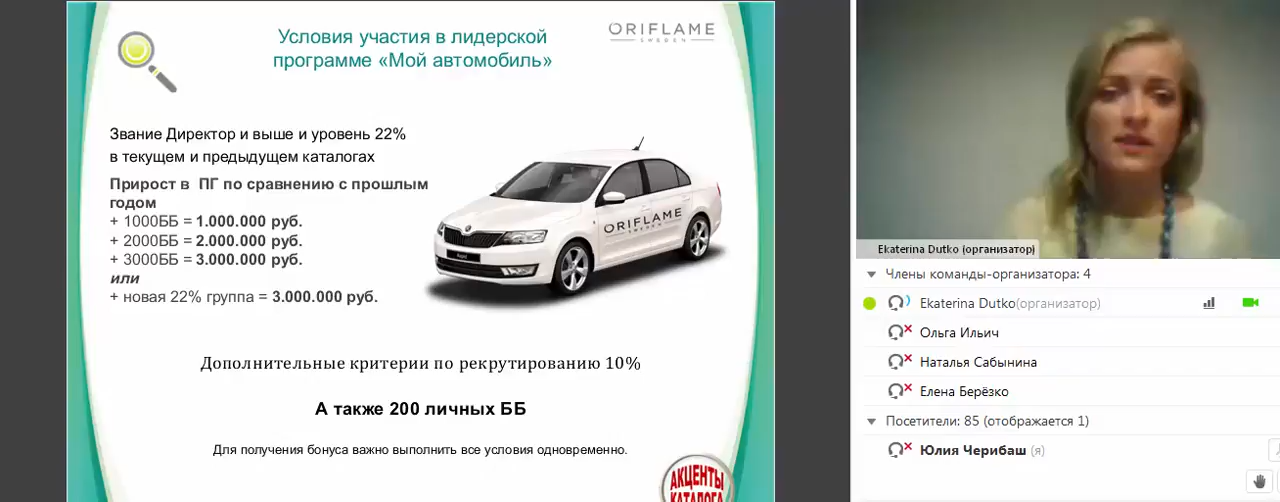 Условия участия в лидерской
программе «Мой автомобиль»
ORIFLAME
SWEDEN
Звание Директор и выше и уровень 22%
в текущем и предыдущем каталогах
Прирост в ПГ по сравнению с прошлым
годом
+ 1000ББ = 1.000.000 руб.
+ 2000ББ = 2.000.000 руб.
+ 3000ББ = 3.000.000 руб.
или
+ новая 22% группа = 3.000.000 руб.
ORIFLAME
SWEDEN
Дополнительные критерии по рекрутированию 10%
А также 200 личных ББ
Для получения бонуса важно выполнить все условия одновременно.
АКЦЕНТЫ
КАТАЛОГА
Ekaterina Dutko (организатор)
Члены команды-организатора: 4
Ekaterina Dutko(организатор)
Ольга Ильич
Наталья Сабынина
Елена Берёзко
Посетители: 85 (отображается 1)
Юлия Черибаш (я)